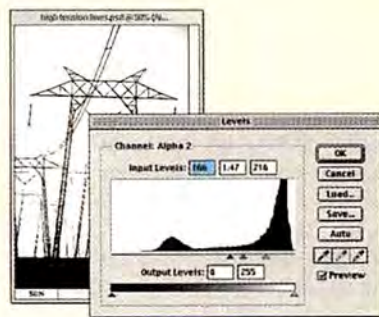 high tension lines.psd @ 50% (A...
50%
Levels
Channel: Alpha 2
Input Levels: 166 1.47 216
Output Levels: 0 255
OK
Cancel
Load...
Save...
Auto
Preview